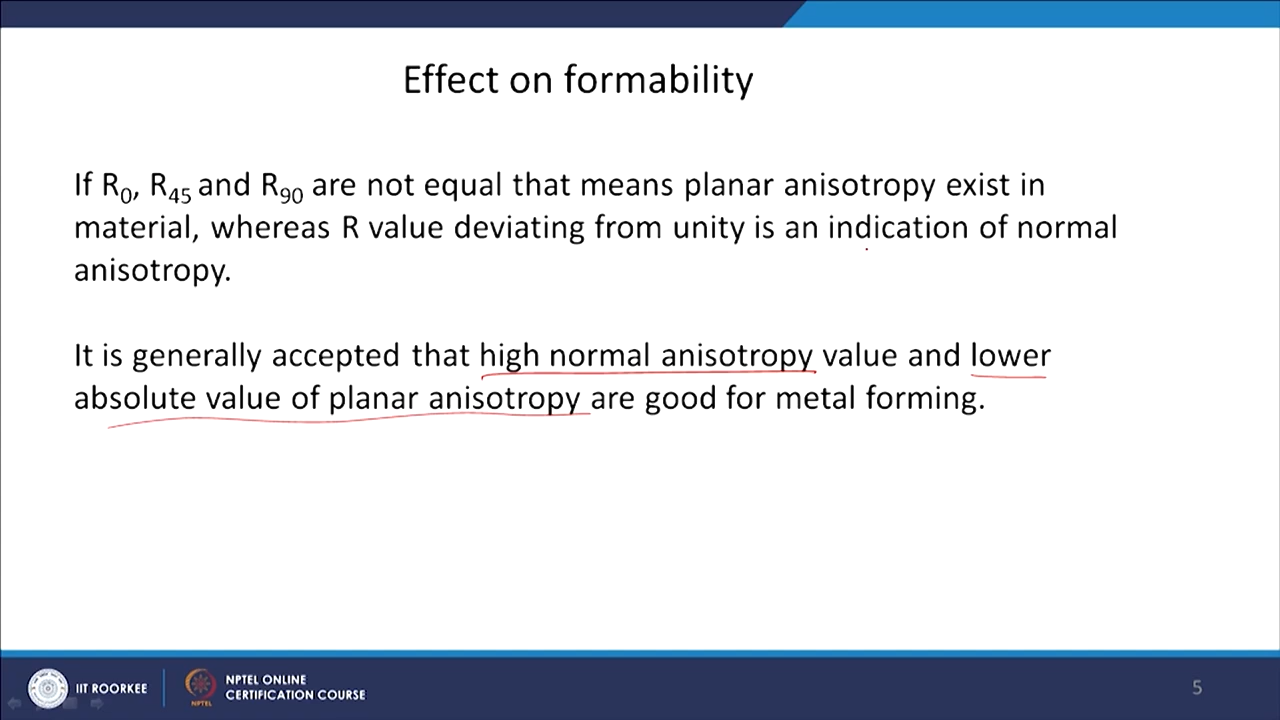 Effect on formability
If R0, R45 and R90 are not equal that means planar anisotropy exist in
material, whereas R value deviating from unity is an indication of normal
anisotropy.
It is generally accepted that high normal anisotropy value and lower
absolute value of planar anisotropy are good for metal forming.
IIT ROORKEE
NPTEL
NPTEL ONLINE
CERTIFICATION COURSE
5